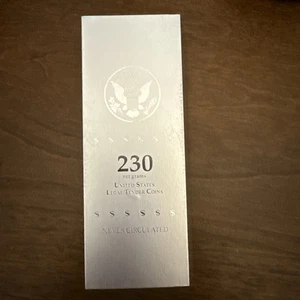 S S S S S S
230
UNITED STATES
LEGAL TENDER COINS
S S S S S S
NEVER CIRCULATED